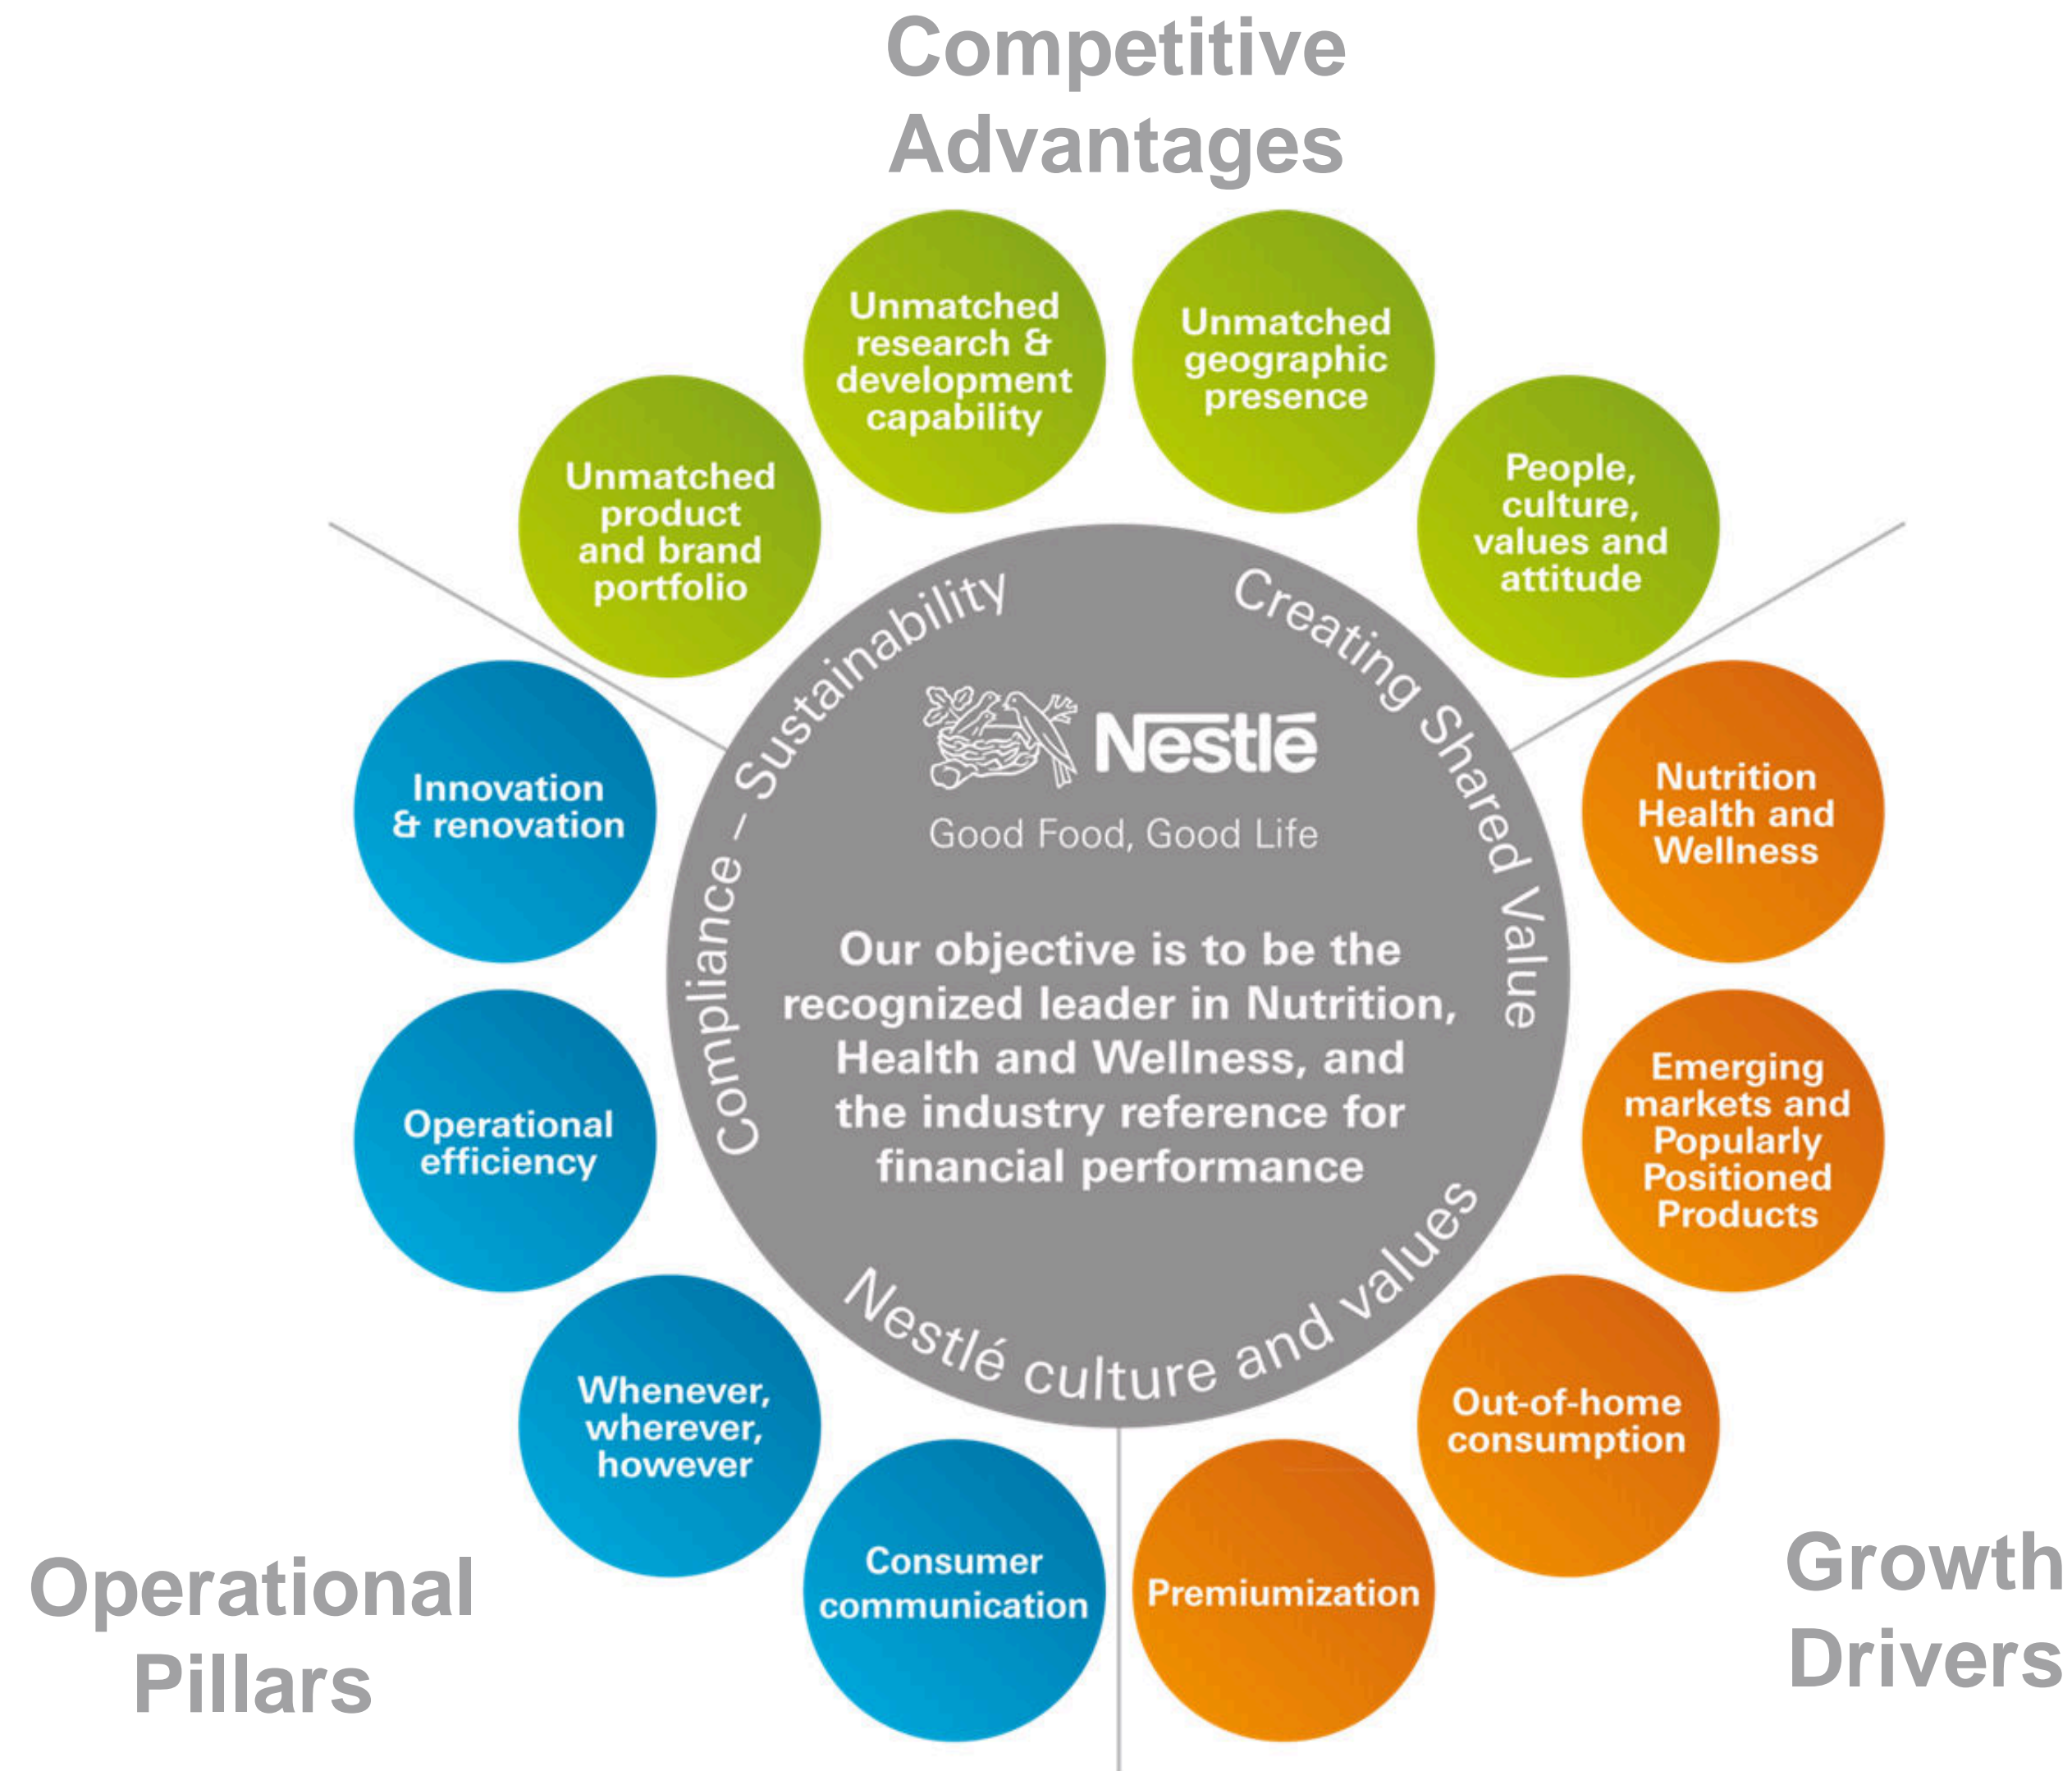 Competitive
Advantages
Unmatched
product
and brand
portfolio
Unmatched
research &
development
capability
Unmatched
geographic
presence
People,
culture,
values and
attitude
Nutrition
Health and
Wellness
Emerging
markets and
Popularly
Positioned
Products
Out-of-home
consumption
Premiumization
Growth
Drivers
Innovation
& renovation
Operational
efficiency
Whenever,
wherever,
however
Consumer
communication
Operational
Pillars
Compliance – Sustainability
Creating Shared Value
Nestlé culture and values
Nestlé
Good Food, Good Life
Our objective is to be the
recognized leader in Nutrition,
Health and Wellness, and
the industry reference for
financial performance